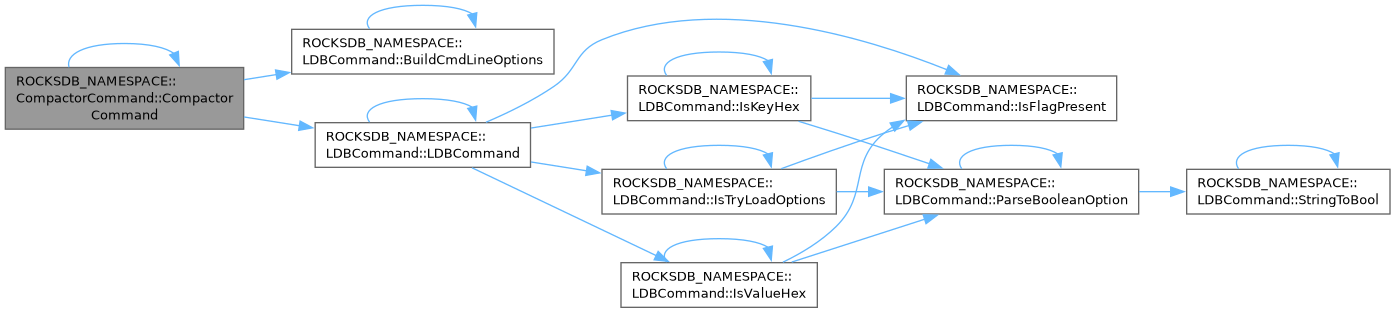 ROCKSDB_NAMESPACE::
CompactorCommand::Compactor
Command
ROCKSDB_NAMESPACE::
LDBCommand::BuildCmdLineOptions
ROCKSDB_NAMESPACE::
LDBCommand::LDBCommand
ROCKSDB_NAMESPACE::
LDBCommand::IsKeyHex
ROCKSDB_NAMESPACE::
LDBCommand::IsTryLoadOptions
ROCKSDB_NAMESPACE::
LDBCommand::IsValueHex
ROCKSDB_NAMESPACE::
LDBCommand::IsFlagPresent
ROCKSDB_NAMESPACE::
LDBCommand::ParseBooleanOption
ROCKSDB_NAMESPACE::
LDBCommand::StringToBool